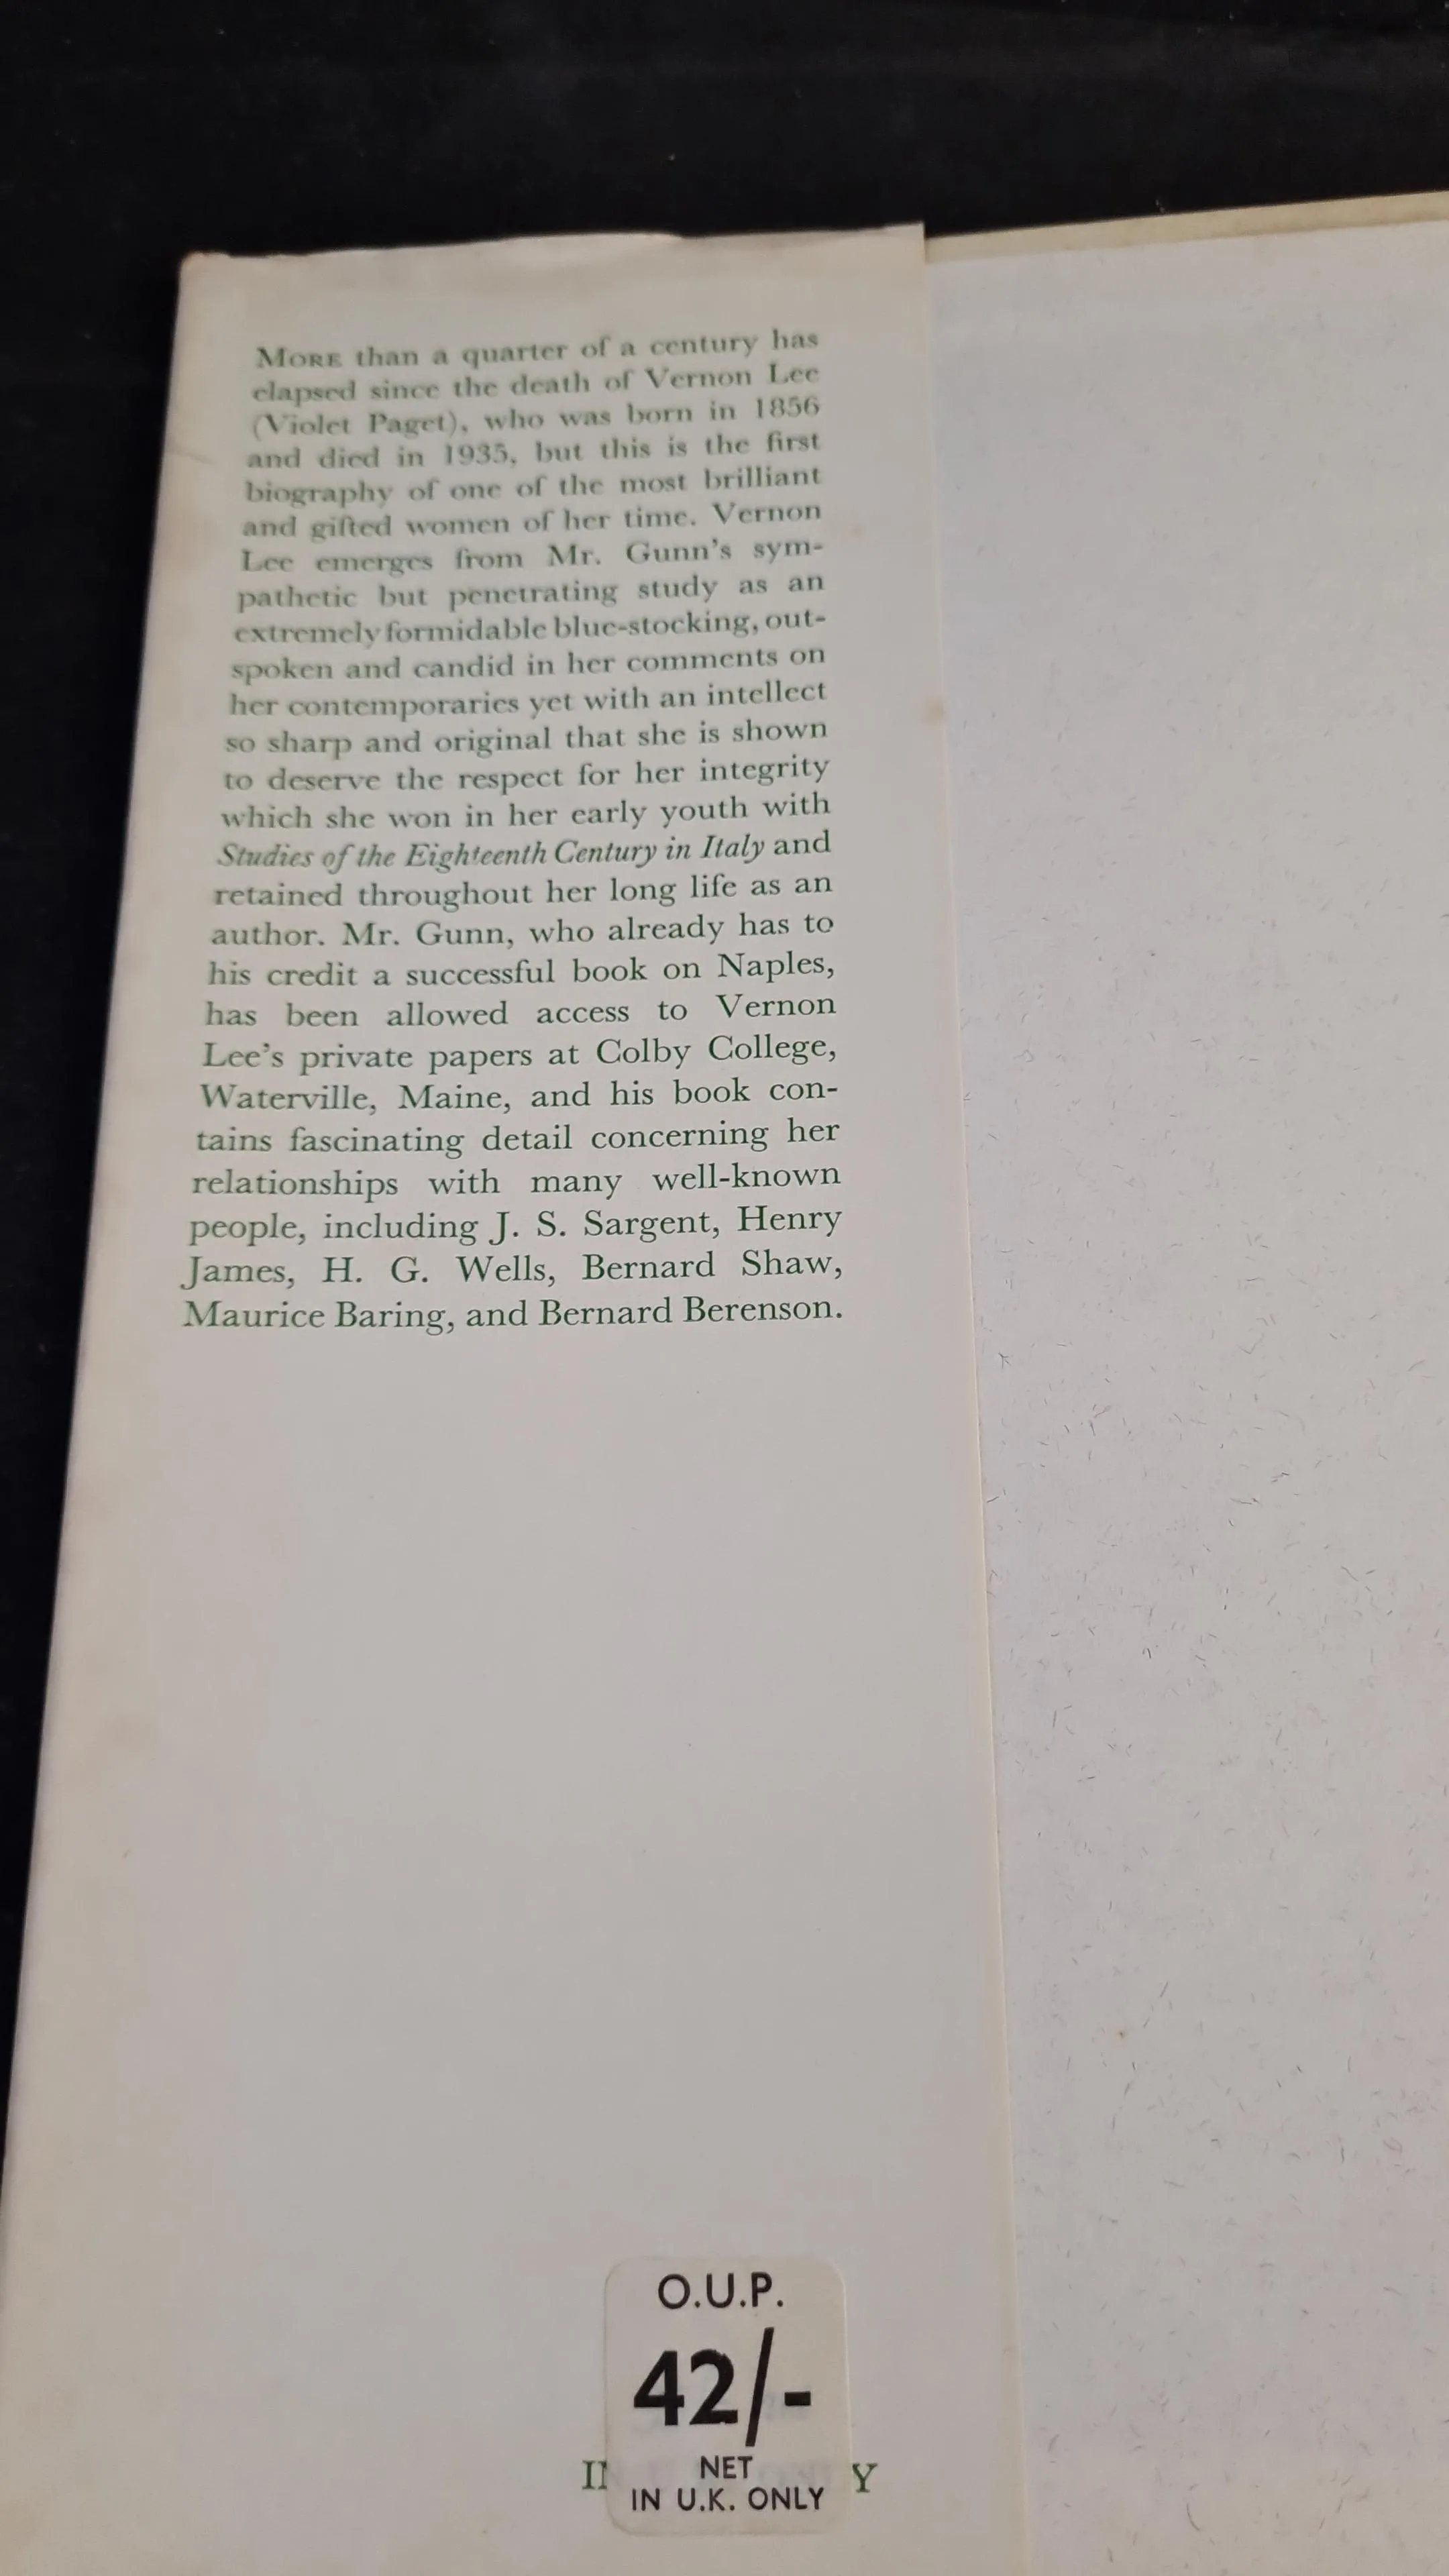 MORE than a quarter of a century has
elapsed since the death of Vernon Lee
(Violet Paget), who was born in 1856
and died in 1935, but this is the first
biography of one of the most brilliant
and gifted women of her time. Vernon
Lee emerges from Mr. Gunn's sym-
pathetic but penetrating study as an
extremely formidable blue-stocking, out-
spoken and candid in her comments on
her contemporaries yet with an intellect
so sharp and original that she is shown
to deserve the respect for her integrity
which she won in her early youth with
Studies of the Eighteenth Century in Italy and
retained throughout her long life as an
author. Mr. Gunn, who already has to
his credit a successful book on Naples,
has been allowed access to Vernon
Lee's private papers at Colby College,
Waterville, Maine, and his book con-
tains fascinating detail concerning her
relationships with many well-known
people, including J. S. Sargent, Henry
James, H. G. Wells, Bernard Shaw,
Maurice Baring, and Bernard Berenson.
O.U.P.
42/-
NET
IN U.K. ONLY